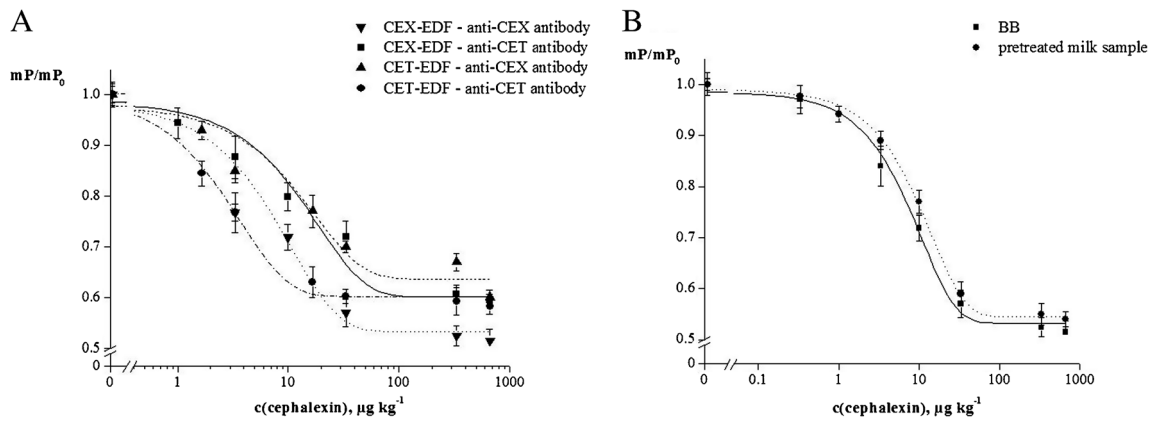 A
CEX-EDF - anti-CEX antibody
CEX-EDF - anti-CET antibody
CET-EDF - anti-CEX antibody
CET-EDF - anti-CET antibody
mP/mP0
1.0
0.9
0.8
0.7
0.6
0.5
0
0 1 10 100 1000
c(cephalexin), µg kg-1
B
BB
pretreated milk sample
mP/mP0
1.0
0.9
0.8
0.7
0.6
0.5
0
0 0.1 1 10 100 1000
c(cephalexin), µg kg-1